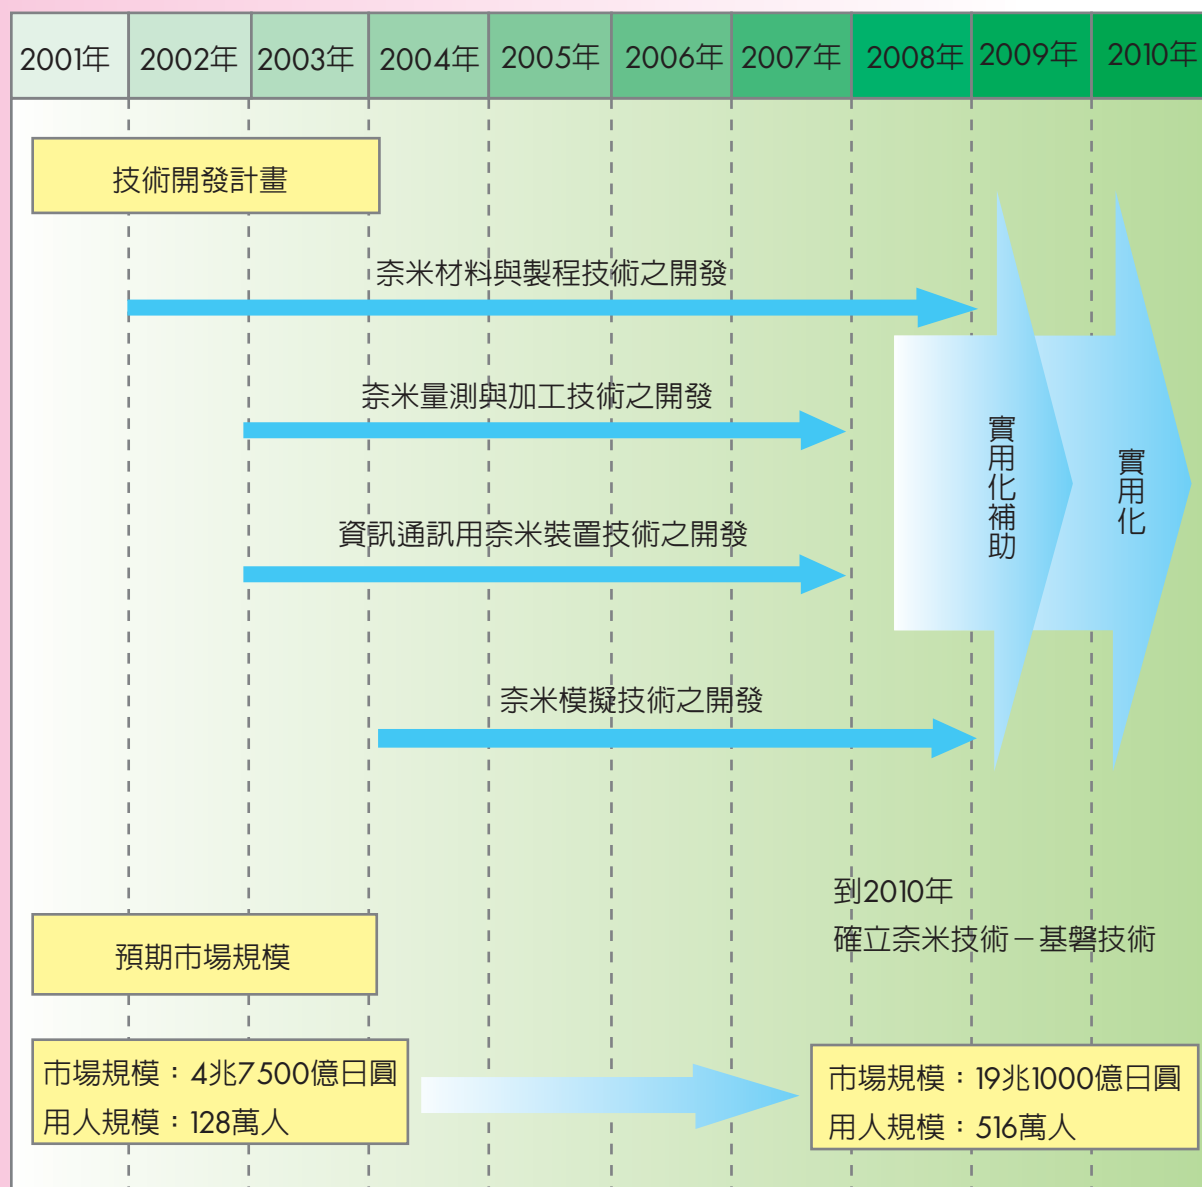 2001年 2002年 2003年 2004年 2005年 2006年 2007年 2008年 2009年 2010年
技術開發計畫
奈米材料與製程技術之開發
奈米量測與加工技術之開發
資訊通訊用奈米裝置技術之開發
奈米模擬技術之開發
實用化補助
實用化
到2010年
確立奈米技術－基磐技術
預期市場規模
市場規模：4兆7500億日圓
用人規模：128萬人
市場規模：19兆1000億日圓
用人規模：516萬人